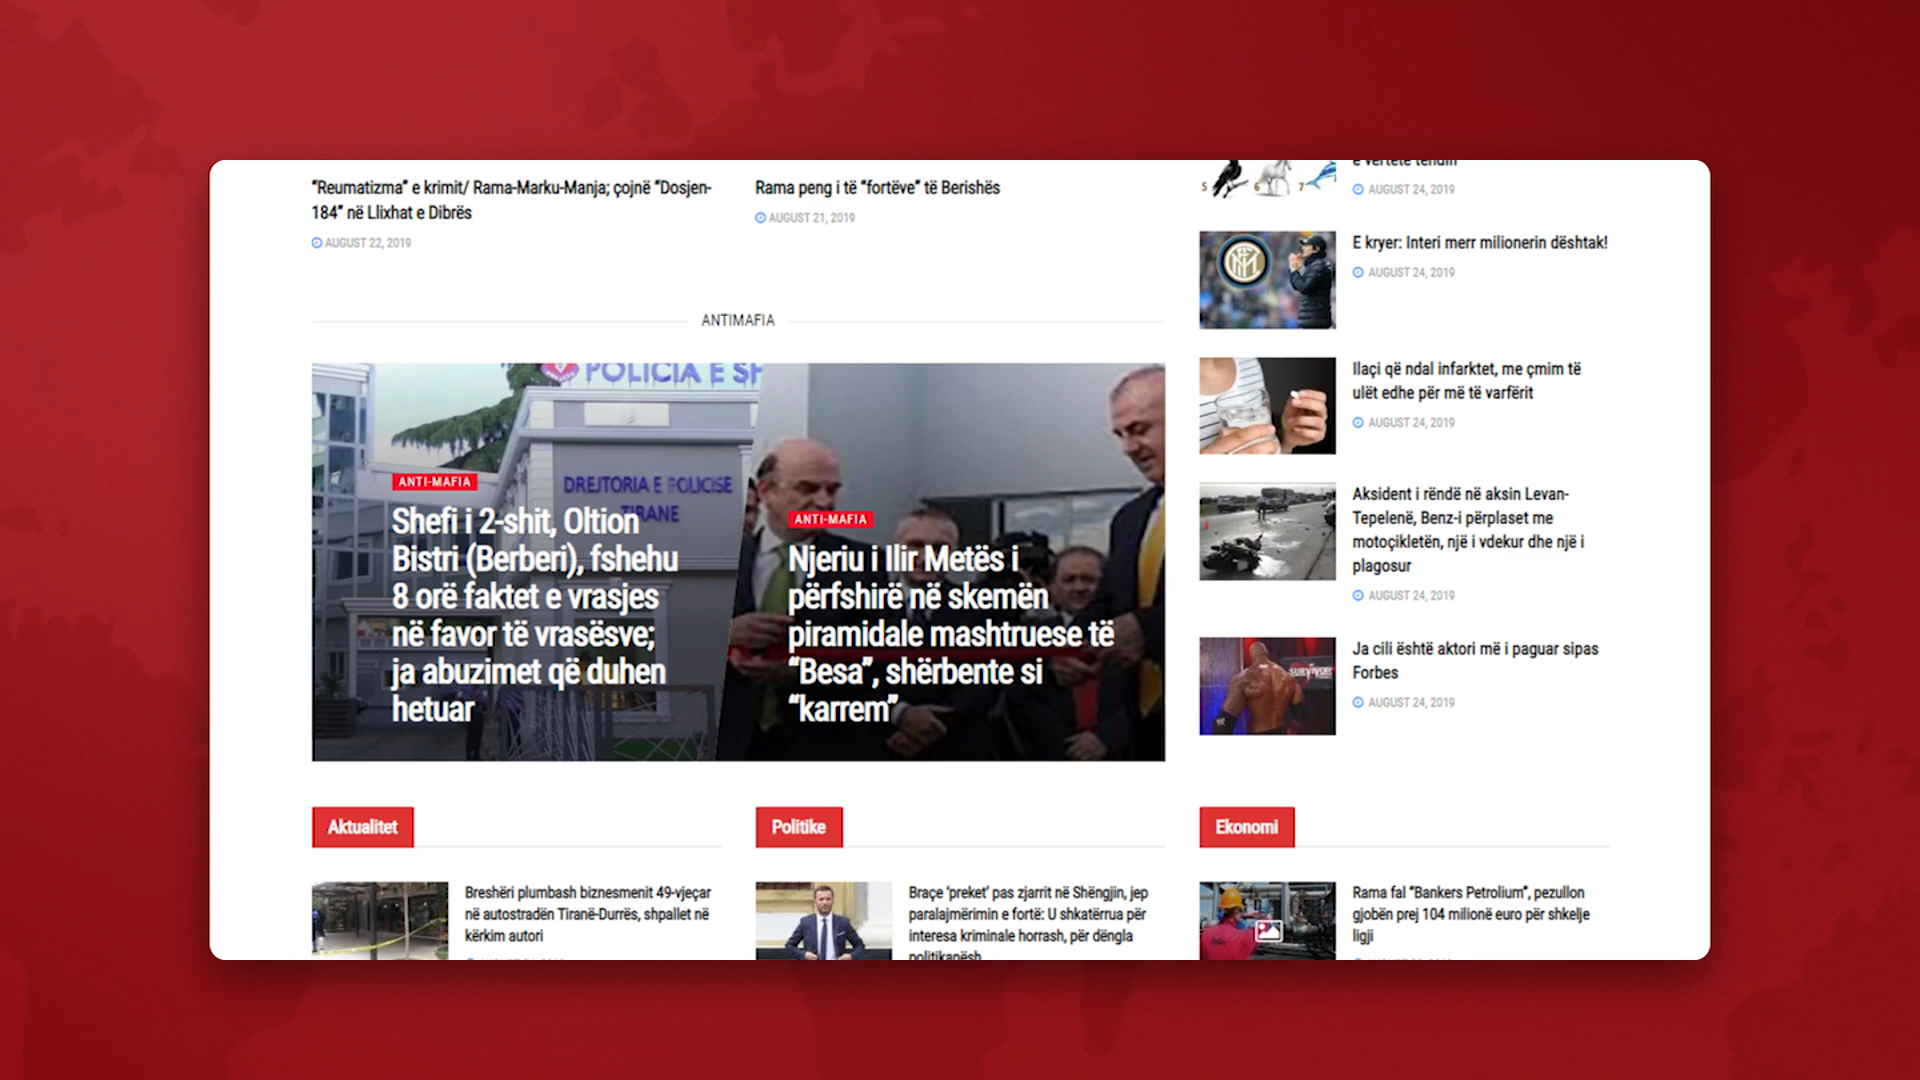 “Reumatizma” e krimit/ Rama-Marku-Manja; çojnë “Dosjen-
184” në Llixhat e Dibrës
AUGUST 22, 2019
Rama peng i të “fortëve” të Berishës
AUGUST 21, 2019
ANTIMAFIA
POLICIA E SH
DREJTORIA E POLICISE
TIRANE
ANTI-MAFIA
Shefi i 2-shit, Oltion
Bistri (Berberi), fshehu
8 orë faktet e vrasjes
në favor të vrasësve;
ja abuzimet që duhen
hetuar
ANTI-MAFIA
Njeriu i Ilir Metës i
përfshirë në skemën
piramidale mashtruese të
“Besa”, shërbente si
“karrem”
5 6 7
e vërtetë tëndin
AUGUST 24, 2019
E kryer: Interi merr milionerin dështak!
AUGUST 24, 2019
Ilaçi që ndal infarktet, me çmim të
ulët edhe për më të varfërit
AUGUST 24, 2019
Aksident i rëndë në aksin Levan-
Tepelenë, Benz-i përplaset me
motoçikletën, një i vdekur dhe një i
plagosur
AUGUST 24, 2019
SURVIVOR
Ja cili është aktori më i paguar sipas
Forbes
AUGUST 24, 2019
Aktualitet
Breshëri plumbash biznesmenit 49-vjeçar
në autostradën Tiranë-Durrës, shpallet në
kërkim autori
Politike
Braçe ‘preket’ pas zjarrit në Shëngjin, jep
paralajmërimin e fortë: U shkatërrua për
interesa kriminale horrash, për dëngla
politikanësh
Ekonomi
Rama fal “Bankers Petrolium”, pezullon
gjobën prej 104 milionë euro për shkelje
ligji